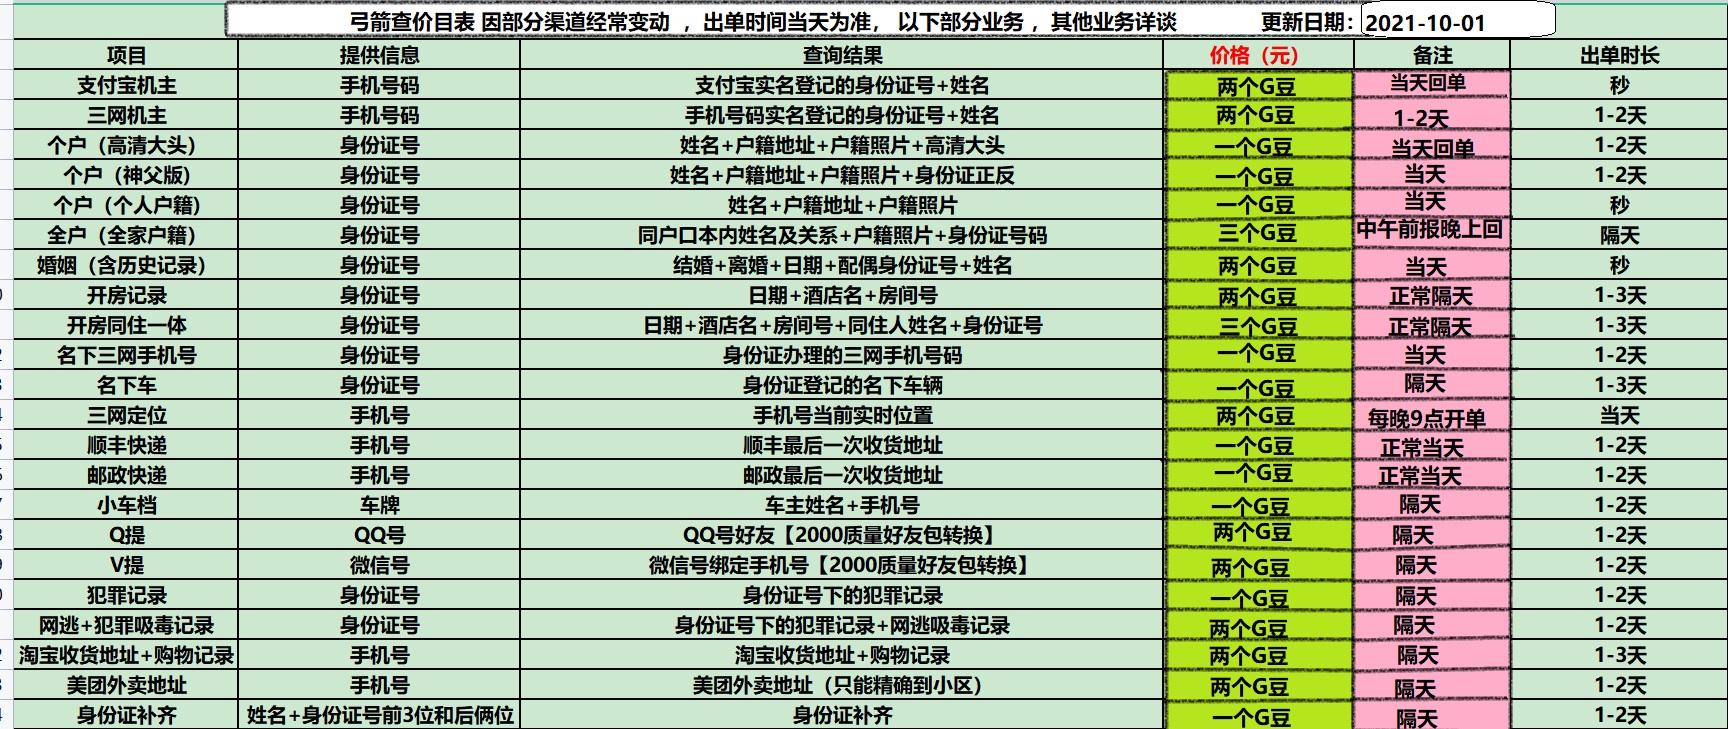 弓箭查价目表 因部分渠道经常变动 ，出单时间当天为准， 以下部分业务 ，其他业务详谈 更新日期：2021-10-01
项目 提供信息 查询结果 价格（元） 备注 出单时长
支付宝机主 手机号码 支付宝实名登记的身份证号+姓名 两个G豆 当天回单 秒
三网机主 手机号码 手机号码实名登记的身份证号+姓名 两个G豆 1-2天 1-2天
个户（高清大头） 身份证号 姓名+户籍地址+户籍照片+高清大头 一个G豆 当天回单 1-2天
个户（神父版） 身份证号 姓名+户籍地址+户籍照片+身份证正反 一个G豆 当天 1-2天
个户（个人户籍） 身份证号 姓名+户籍地址+户籍照片 一个G豆 当天 秒
全户（全家户籍） 身份证号 同户口本内姓名及关系+户籍照片+身份证号码 三个G豆 中午前报晚上回 隔天
婚姻（含历史记录） 身份证号 结婚+离婚+日期+配偶身份证号+姓名 两个G豆 当天 秒
开房记录 身份证号 日期+酒店名+房间号 两个G豆 正常隔天 1-3天
开房同住一体 身份证号 日期+酒店名+房间号+同住人姓名+身份证号 三个G豆 正常隔天 1-3天
名下三网手机号 身份证号 身份证办理的三网手机号码 一个G豆 当天 1-2天
名下车 身份证号 身份证登记的名下车辆 一个G豆 隔天 1-3天
三网定位 手机号 手机号当前实时位置 两个G豆 每晚9点开单 当天
顺丰快递 手机号 顺丰最后一次收货地址 一个G豆 正常当天 1-2天
邮政快递 手机号 邮政最后一次收货地址 一个G豆 正常当天 1-2天
小车档 车牌 车主姓名+手机号 一个G豆 隔天 1-2天
Q提 QQ号 QQ号好友【2000质量好友包转换】 两个G豆 隔天 1-2天
V提 微信号 微信号绑定手机号【2000质量好友包转换】 两个G豆 隔天 1-2天
犯罪记录 身份证号 身份证号下的犯罪记录 一个G豆 隔天 1-2天
网逃+犯罪吸毒记录 身份证号 身份证号下的犯罪记录+网逃吸毒记录 两个G豆 隔天 1-2天
淘宝收货地址+购物记录 手机号 淘宝收货地址+购物记录 两个G豆 隔天 1-3天
美团外卖地址 手机号 美团外卖地址（只能精确到小区） 两个G豆 隔天 1-2天
身份证补齐 姓名+身份证号前3位和后俩位 身份证补齐 一个G豆 隔天 1-2天